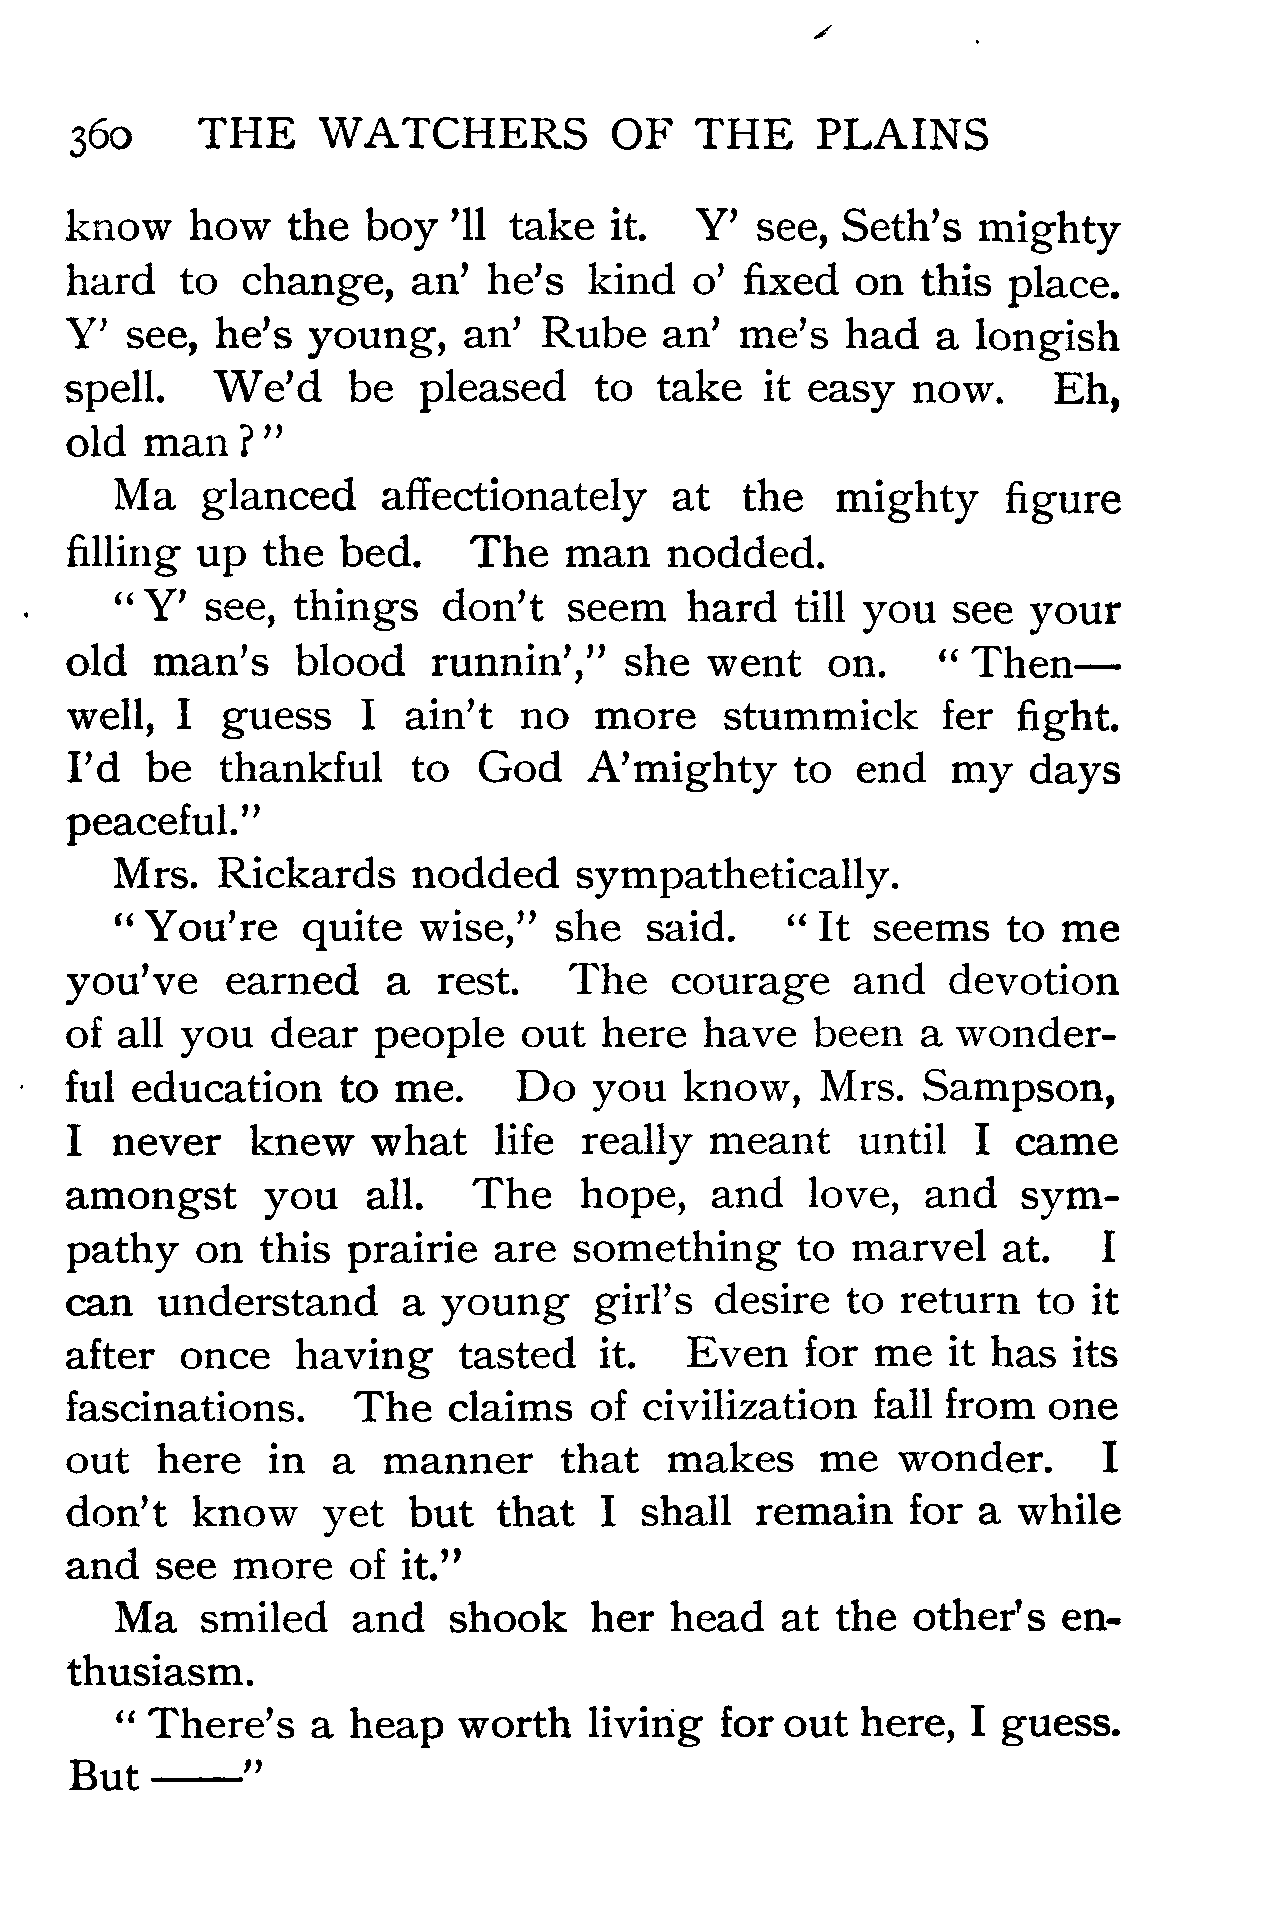 360 THE WATCHERS OF THE PLAINS
know how the boy 'll take it. Y' see, Seth's mighty
hard to change, an' he's kind o' fixed on this place.
Y' see, he's young, an' Rube an' me's had a longish
spell. We'd be pleased to take it easy now. Eh,
old man?"
Ma glanced affectionately at the mighty figure
filling up the bed. The man nodded.
"Y' see, things don't seem hard till you see your
old man's blood runnin'," she went on. "Then—
well, I guess I ain't no more stummick fer fight.
I'd be thankful to God A'mighty to end my days
peaceful."
Mrs. Rickards nodded sympathetically.
"You're quite wise," she said. "It seems to me
you've earned a rest. The courage and devotion
of all you dear people out here have been a wonder-
ful education to me. Do you know, Mrs. Sampson,
I never knew what life really meant until I came
amongst you all. The hope, and love, and sym-
pathy on this prairie are something to marvel at. I
can understand a young girl's desire to return to it
after once having tasted it. Even for me it has its
fascinations. The claims of civilization fall from one
out here in a manner that makes me wonder. I
don't know yet but that I shall remain for a while
and see more of it."
Ma smiled and shook her head at the other's en-
thusiasm.
"There's a heap worth living for out here, I guess.
But ——"